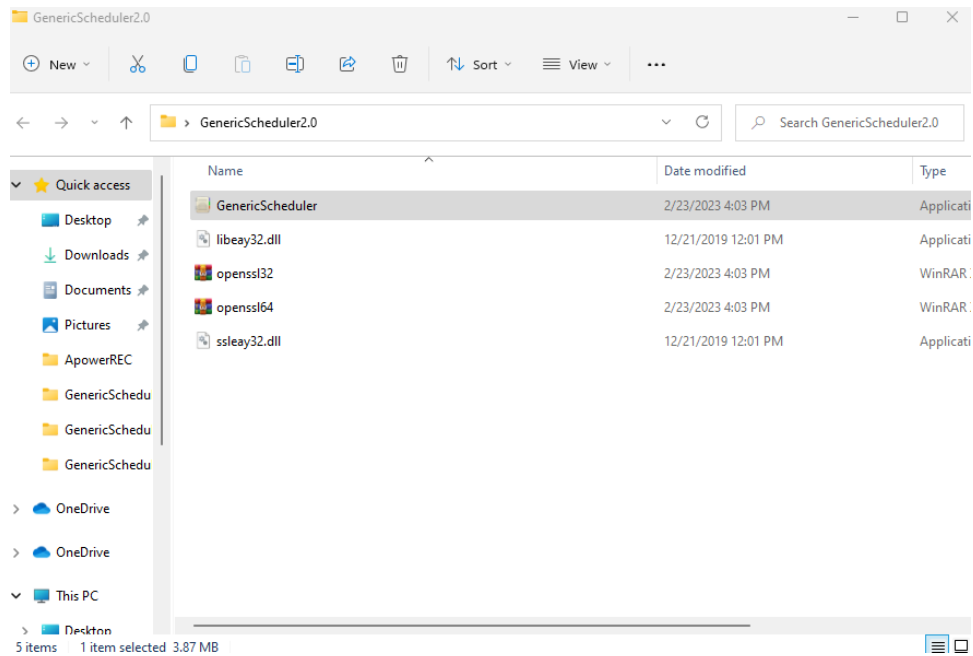 GenericScheduler2.0
New
Sort
View
GenericScheduler2.0
Search GenericScheduler2.0
Name
Date modified
Type
Quick access
Desktop
Downloads
Documents
Pictures
ApowerREC
GenericSchedu
GenericSchedu
GenericSchedu
OneDrive
OneDrive
This PC
Desktop
GenericScheduler 2/23/2023 4:03 PM Applicati
libeay32.dll 12/21/2019 12:01 PM Applicati
openssl32 2/23/2023 4:03 PM WinRAR
openssl64 2/23/2023 4:03 PM WinRAR
ssleay32.dll 12/21/2019 12:01 PM Applicati
5 items 1 item selected 3.87 MB